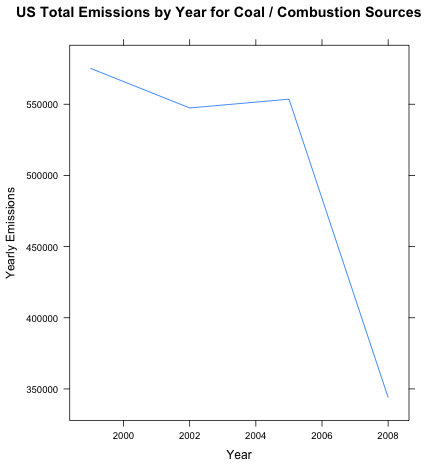 US Total Emissions by Year for Coal / Combustion Sources
Yearly Emissions
550000
500000
450000
400000
350000
2000 2002 2004 2006 2008
Year